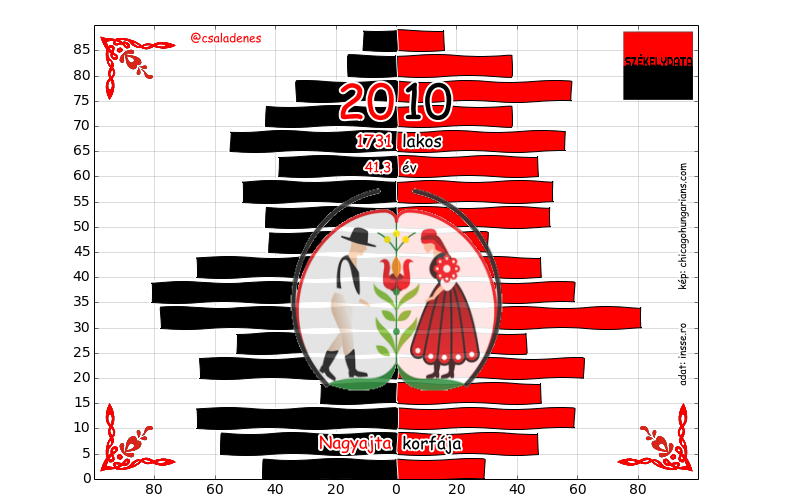 @csaladenes
SZÉKELYDATA
2010
1731 lakos
41,3 év
Nagyajta korfája
kép: chicagohungarians.com
adat: insse.ro
85
80
75
70
65
60
55
50
45
40
35
30
25
20
15
10
5
0
80 60 40 20 0 20 40 60 80